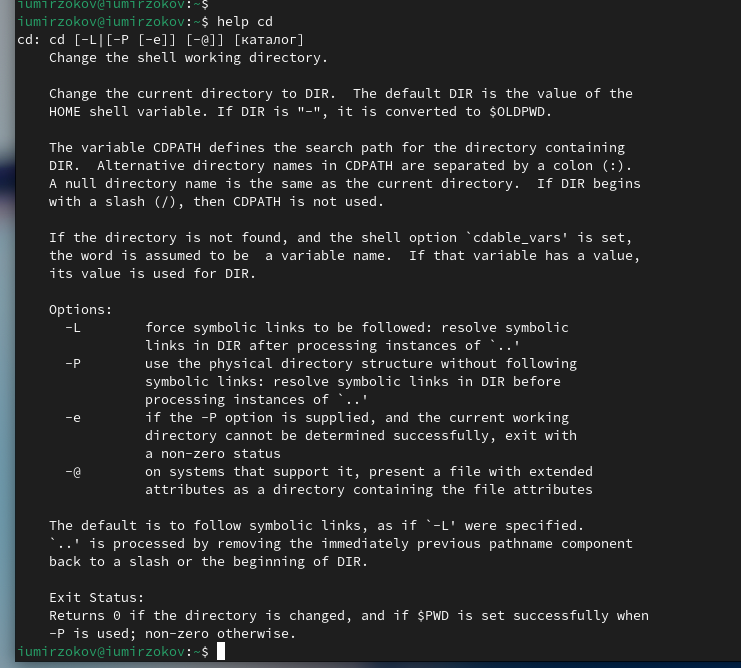 iumirzokov@iumirzokov:~$
iumirzokov@iumirzokov:~$ help cd
cd: cd [-L|[-P [-e]] [-@]] [каталог]
    Change the shell working directory.

    Change the current directory to DIR.  The default DIR is the value of the
    HOME shell variable. If DIR is "-", it is converted to $OLDPWD.

    The variable CDPATH defines the search path for the directory containing
    DIR.  Alternative directory names in CDPATH are separated by a colon (:).
    A null directory name is the same as the current directory.  If DIR begins
    with a slash (/), then CDPATH is not used.

    If the directory is not found, and the shell option `cdable_vars' is set,
    the word is assumed to be  a variable name.  If that variable has a value,
    its value is used for DIR.

    Options:
      -L        force symbolic links to be followed: resolve symbolic
                links in DIR after processing instances of `..'
      -P        use the physical directory structure without following
                symbolic links: resolve symbolic links in DIR before
                processing instances of `..'
      -e        if the -P option is supplied, and the current working
                directory cannot be determined successfully, exit with
                a non-zero status
      -@        on systems that support it, present a file with extended
                attributes as a directory containing the file attributes

    The default is to follow symbolic links, as if `-L' were specified.
    `..' is processed by removing the immediately previous pathname component
    back to a slash or the beginning of DIR.

    Exit Status:
    Returns 0 if the directory is changed, and if $PWD is set successfully when
    -P is used; non-zero otherwise.
iumirzokov@iumirzokov:~$